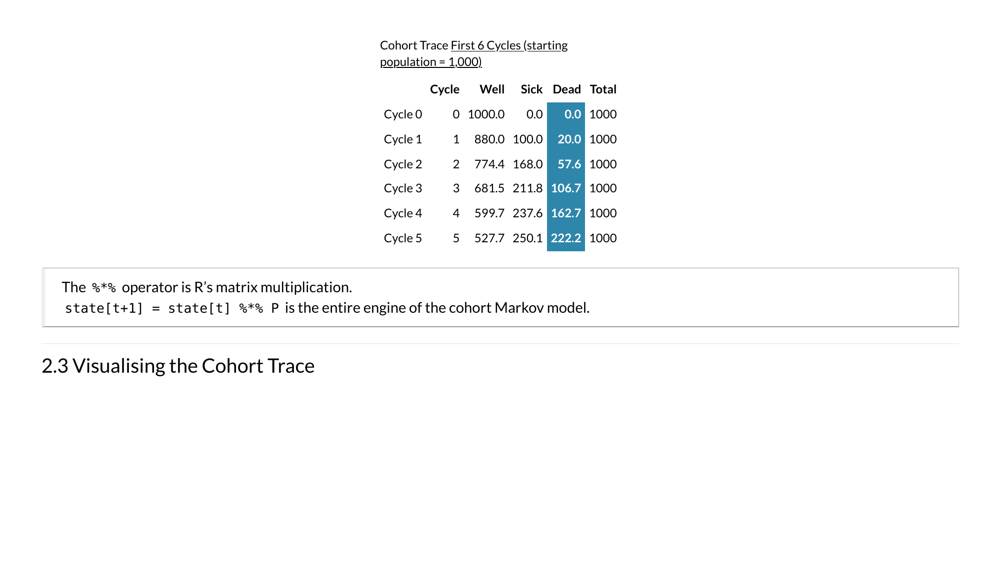 Cohort Trace First 6 Cycles (starting
population = 1,000)
Cycle Well Sick Dead Total
Cycle 0 0 1000.0 0.0 0.0 1000
Cycle 1 1 880.0 100.0 20.0 1000
Cycle 2 2 774.4 168.0 57.6 1000
Cycle 3 3 681.5 211.8 106.7 1000
Cycle 4 4 599.7 237.6 162.7 1000
Cycle 5 5 527.7 250.1 222.2 1000
The %*% operator is R’s matrix multiplication.
state[t+1] = state[t] %*% P is the entire engine of the cohort Markov model.
2.3 Visualising the Cohort Trace